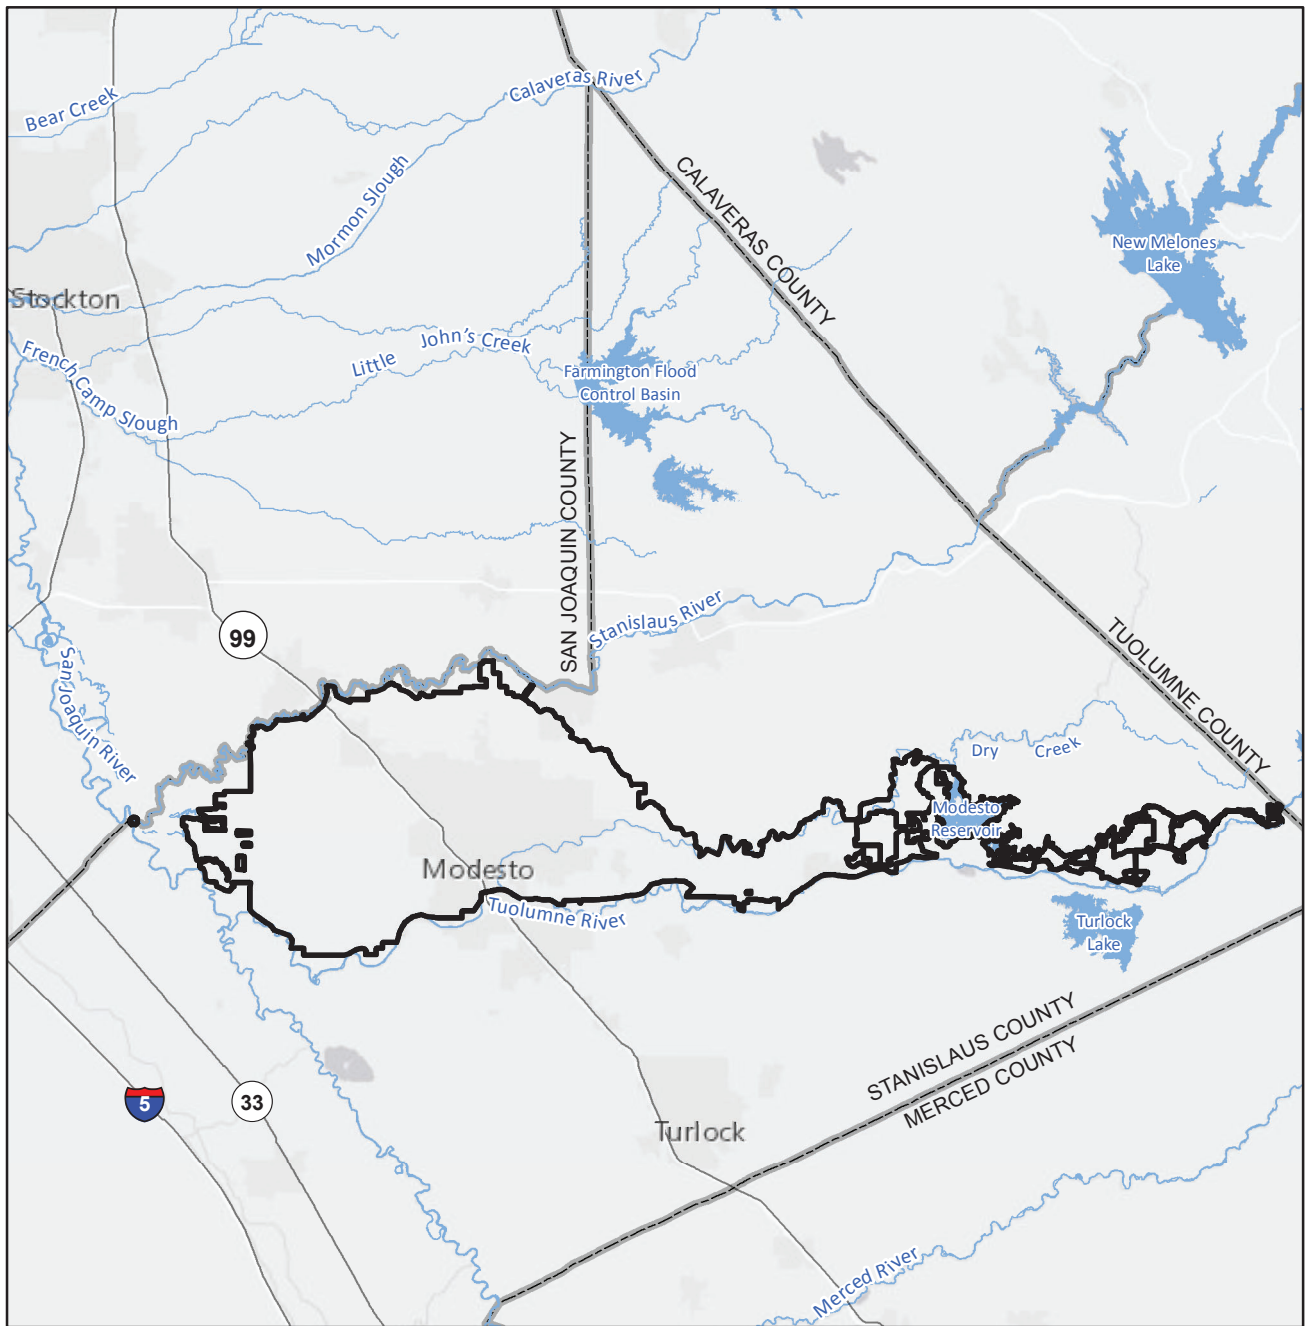 Bear Creek
Calaveras River
Mormon Slough
CALAVERAS COUNTY
New Melones
Lake
Stockton
French Camp Slough
Little John’s Creek
Farmington Flood
Control Basin
SAN JOAQUIN COUNTY
Stanislaus River
99
TUOLUMNE COUNTY
San Joaquin River
Dry Creek
Modesto
Reservoir
Modesto
Tuolumne River
Turlock
Lake
STANISLAUS COUNTY
MERCED COUNTY
5
33
Turlock
Merced River